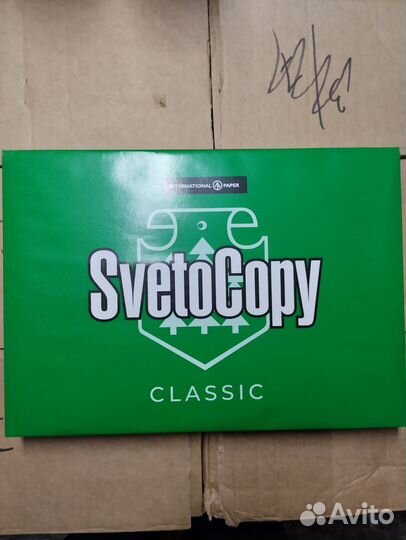 INTERNATIONAL PAPER
SvetoCopy
CLASSIC
Avito